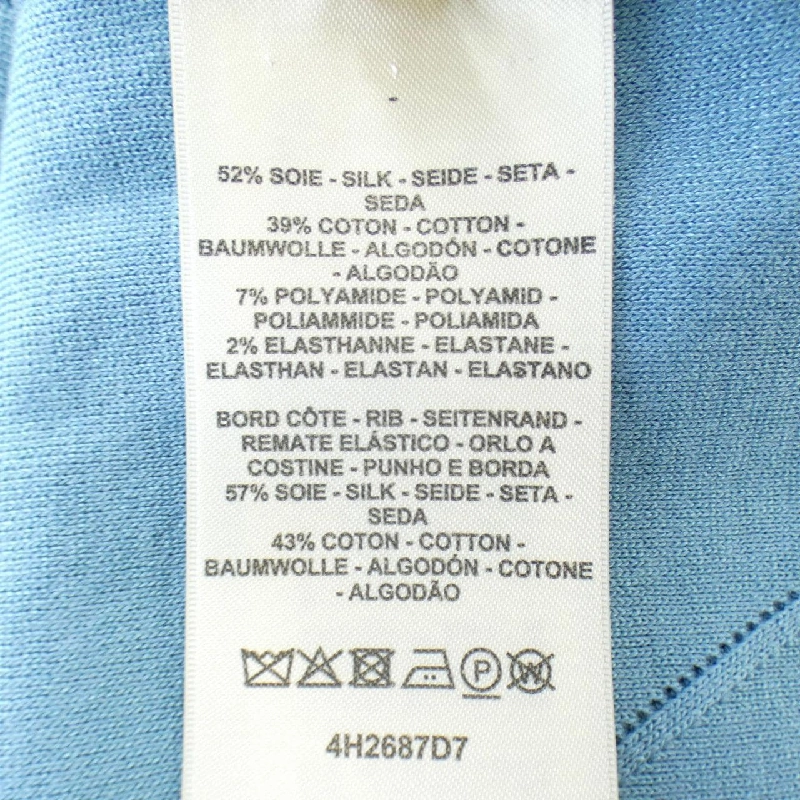 52% SOIE - SILK - SEIDE - SETA -
SEDA
39% COTON - COTTON -
BAUMWOLLE - ALGODÓN - COTONE
- ALGODÃO
7% POLYAMIDE - POLYAMID -
POLIAMMIDE - POLIAMIDA
2% ELASTHANNE - ELASTANE -
ELASTHAN - ELASTAN - ELASTANO
BORD CÔTE - RIB - SEITENRAND -
REMATE ELÁSTICO - ORLO A
COSTINE - PUNHO E BORDA
57% SOIE - SILK - SEIDE - SETA -
SEDA
43% COTON - COTTON -
BAUMWOLLE - ALGODÓN - COTONE
- ALGODÃO
P W
4H2687D7